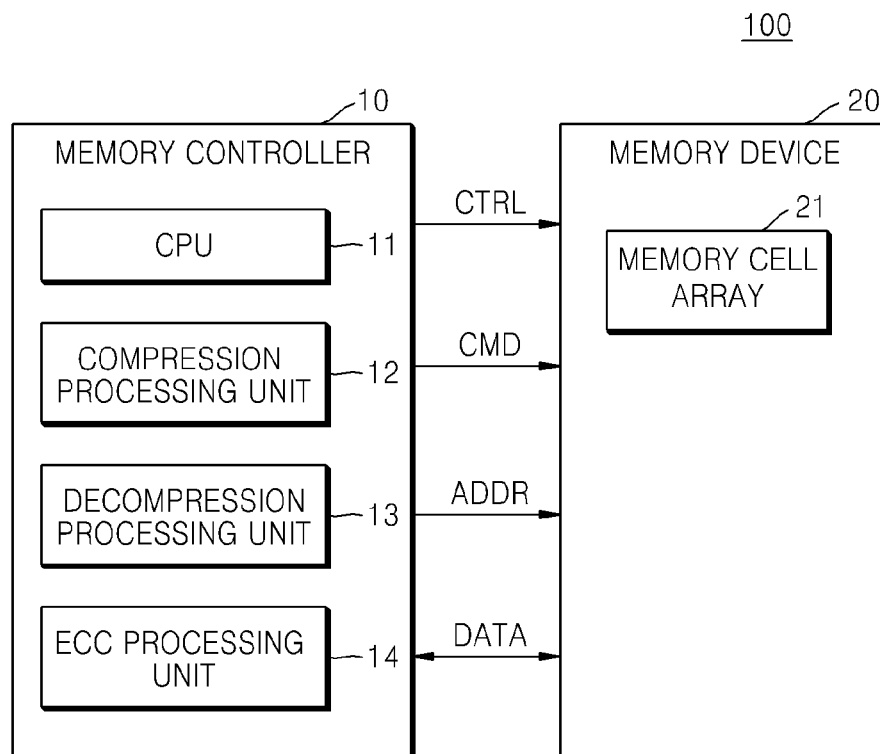 100
10
20
MEMORY CONTROLLER
MEMORY DEVICE
CPU
11
CTRL
21
MEMORY CELL
ARRAY
COMPRESSION
PROCESSING UNIT
12
CMD
DECOMPRESSION
PROCESSING UNIT
13
ADDR
ECC PROCESSING
UNIT
14
DATA